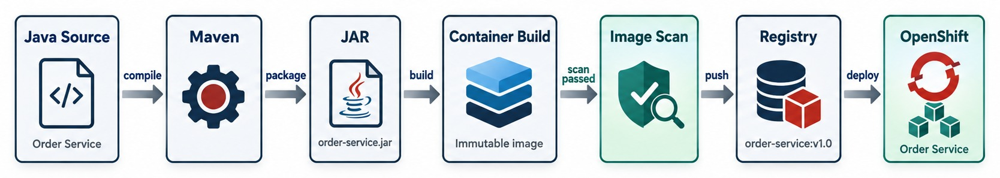 Java Source
</>
Order Service
compile
Maven
package
JAR
order-service.jar
build
Container Build
Immutable image
scan
passed
Image Scan
push
Registry
order-service:v1.0
deploy
OpenShift
Order Service